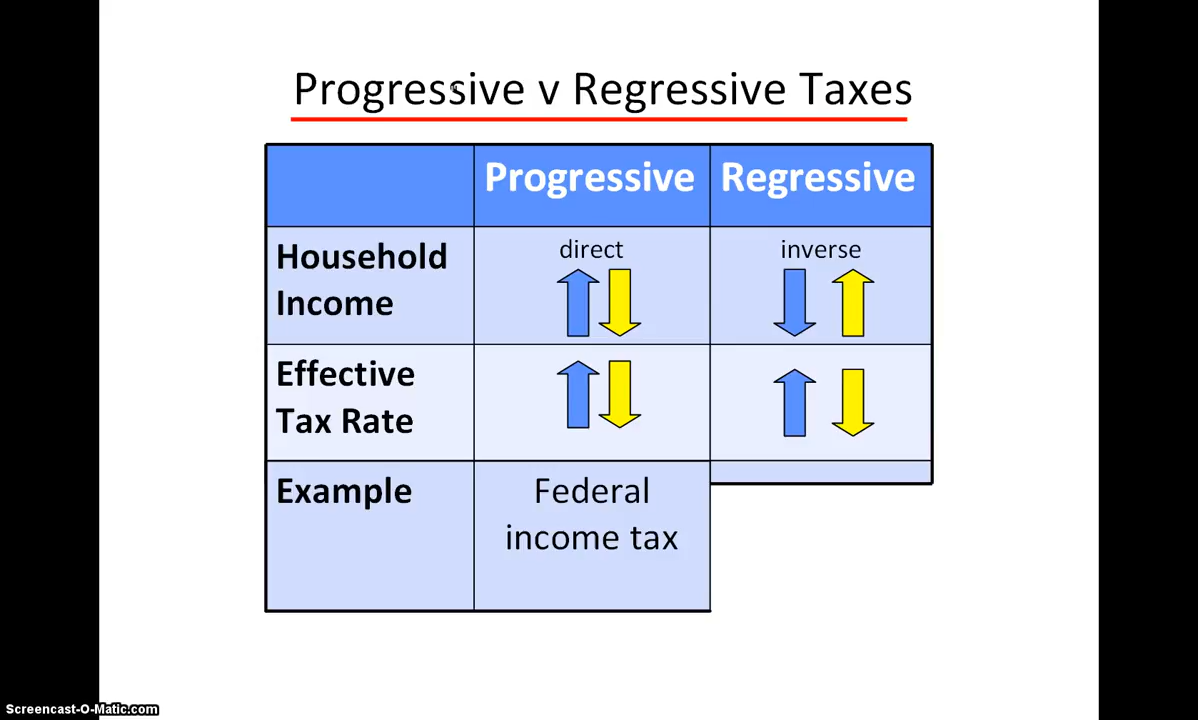 Progressive v Regressive Taxes
Progressive
Regressive
Household
Income
direct
inverse
Effective
Tax Rate
Example
Federal
income tax
Screencast-O-Matic.com